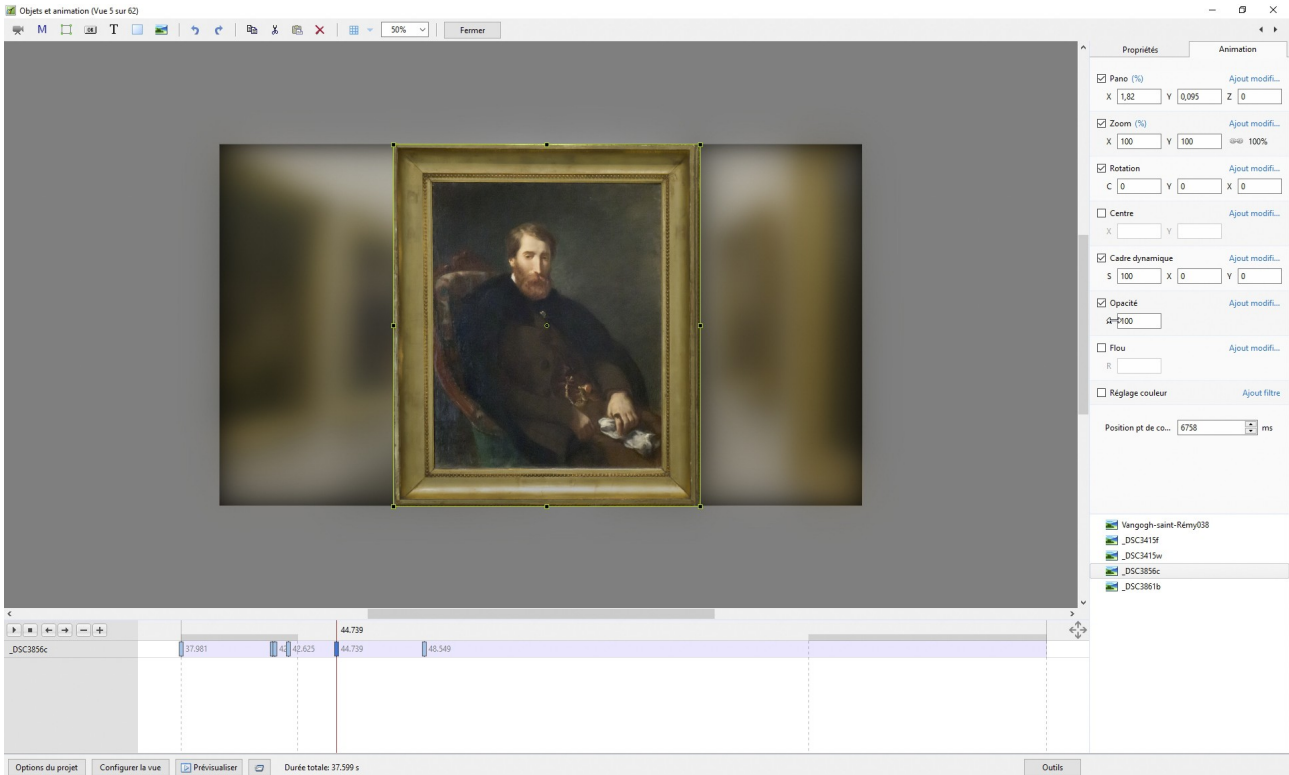 Objets et animation (Vue 5 sur 62)
M OK T 50% Fermer
Propriétés Animation
Pano (%) Ajout modifi...
X 1,82 Y 0,095 Z 0
Zoom (%) Ajout modifi...
X 100 Y 100 100%
Rotation Ajout modifi...
C 0 Y 0 X 0
Centre Ajout modifi...
X Y
Cadre dynamique Ajout modifi...
S 100 X 0 Y 0
Opacité Ajout modifi...
100
Flou Ajout modifi...
R
Réglage couleur Ajout filtre
Position pt de co... 6758 ms
Vangogh-saint-Rémy038
_DSC3415f
_DSC3415w
_DSC3856c
_DSC3861b
44.739
_DSC3856c 37.981 42.625 44.739 48.549
Options du projet Configurer la vue Prévisualiser Durée totale: 37.599 s Outils